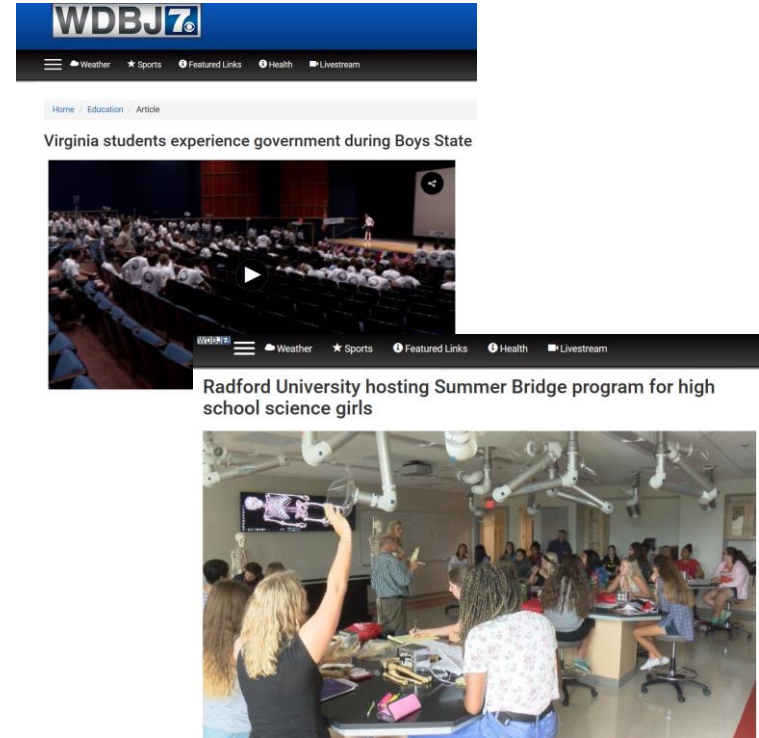 WDBJ7
Weather Sports Featured Links Health Livestream
Home / Education / Article
Virginia students experience government during Boys State
WDBJ7 Weather Sports Featured Links Health Livestream
Radford University hosting Summer Bridge program for high
school science girls